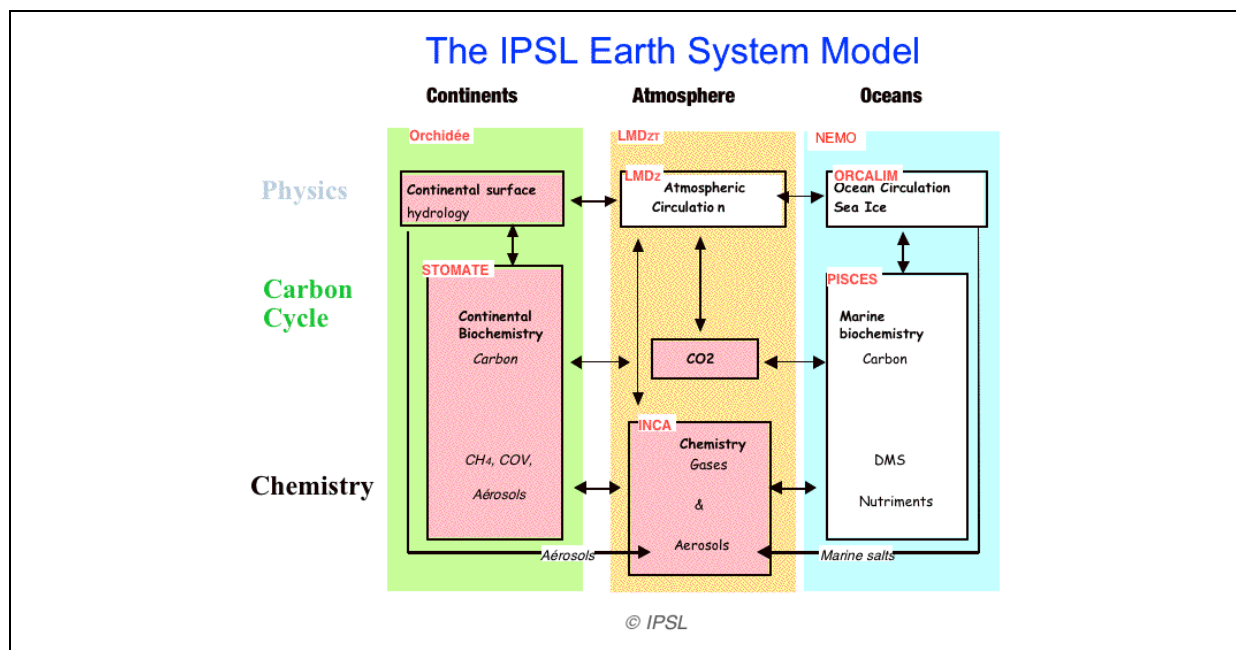 The IPSL Earth System Model
Continents
Atmosphere
Oceans
Orchidée
LMDZT
NEMO
Physics
Continental surface
hydrology
LMDz
Atmospheric
Circulation
ORCALIM
Ocean Circulation
Sea Ice
Carbon
Cycle
STOMATE
Continental
Biochemistry
Carbon
CO2
PISCES
Marine
biochemistry
Carbon
Chemistry
CH4, COV,
Aérosols
INCA
Chemistry
Gases
&
Aerosols
DMS
Nutriments
Aérosols
Marine salts
© IPSL